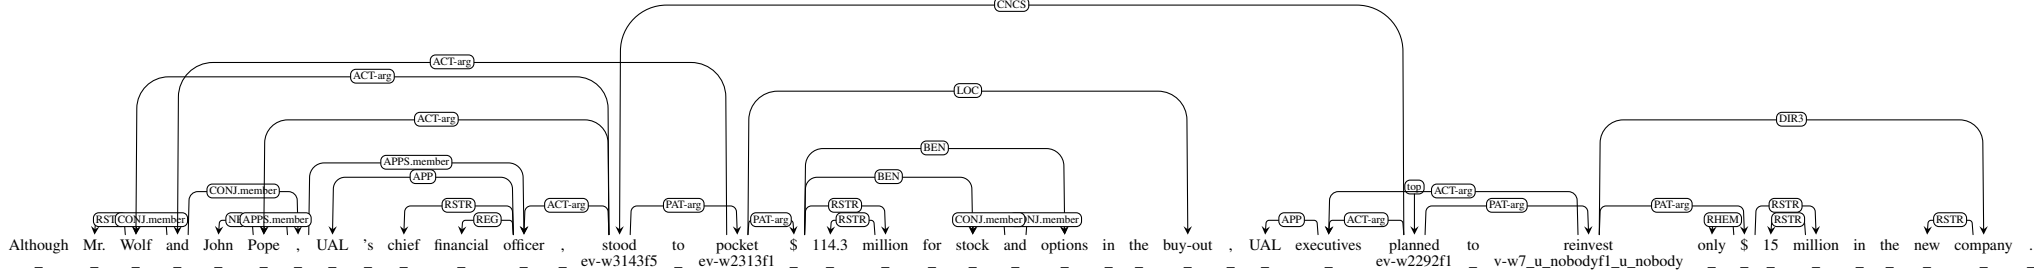 CNCS
ACT-arg
ACT-arg
LOC
ACT-arg DIR3
BEN
APPS.member
APP BEN
CONJ.member top ACT-arg
RSTR ACT-arg PAT-arg RSTR PAT-arg PAT-arg RSTR
CONJ.member APPS.member REG PAT-arg RSTR CONJ.member APP ACT-arg RHEM RSTR RSTR
Although Mr. Wolf and John Pope , UAL 's chief financial officer , stood to pocket $ 114.3 million for stock and options in the buy-out , UAL executives planned to reinvest only $ 15 million in the new company .
_ _ _ _ _ _ _ _ _ _ _ _ _ ev-w3143f5 _ ev-w2313f1 _ _ _ _ _ _ _ _ _ _ _ _ _ ev-w2292f1 _ v-w7_u_nobodyf1_u_nobody _ _ _ _ _ _ _ _ _